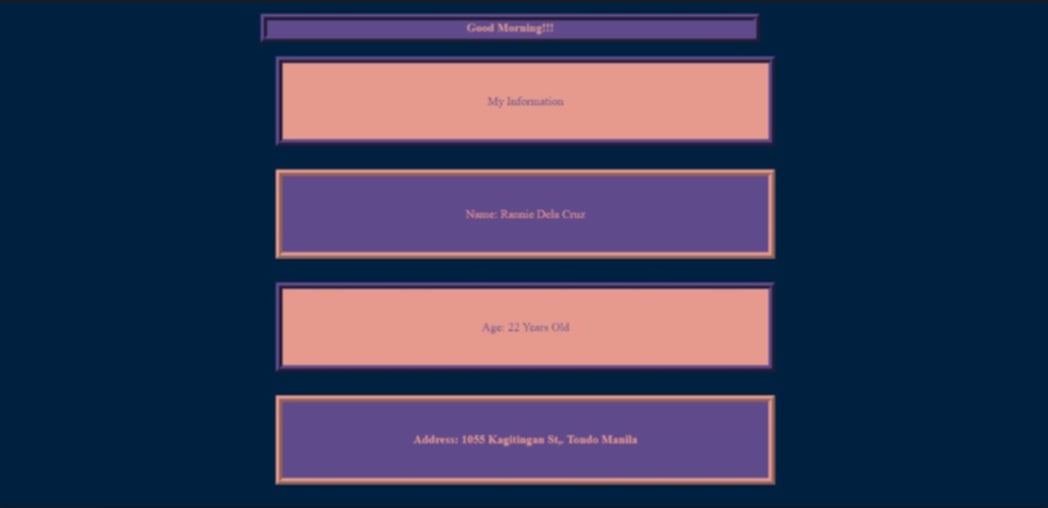 Good Morning!!!
My Information
Name: Rannie Dela Cruz
Age: 22 Years Old
Address: 1055 Kagitingan St,. Tondo Manila